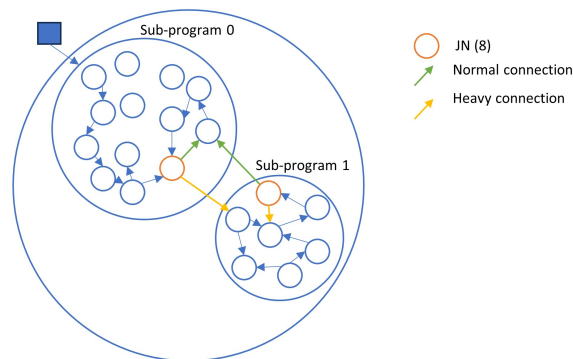 Sub-program 0
JN (8)
Normal connection
Heavy connection
Sub-program 1